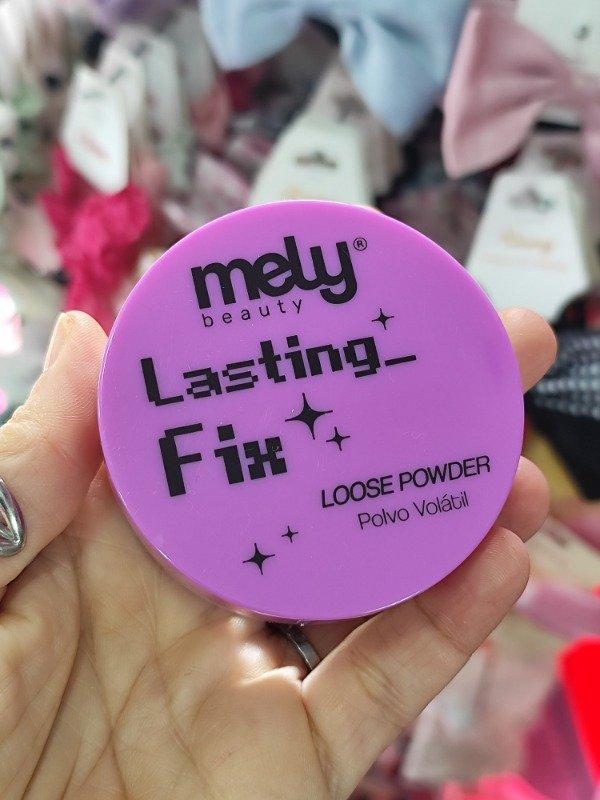 mely®
beauty
Lasting_
Fix
LOOSE POWDER
Polvo Volátil